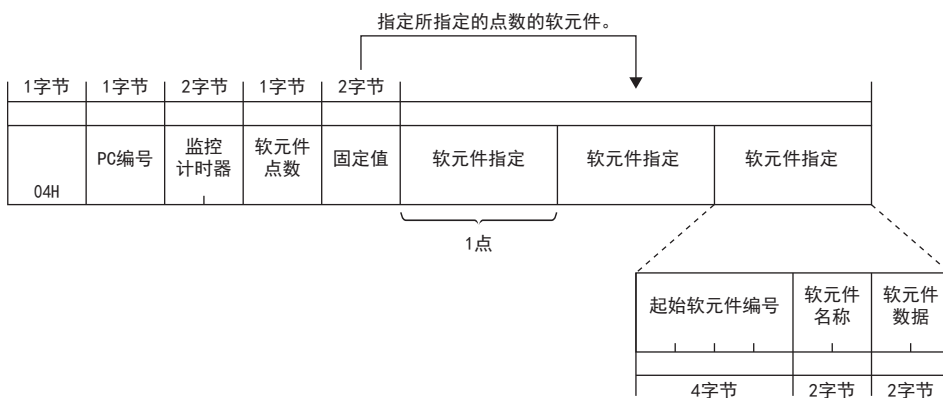 指定所指定的点数的软元件。
1字节 1字节 2字节 1字节 2字节
04H
PC编号
监控
计时器
软元件
点数
固定值
软元件指定
软元件指定
软元件指定
1点
起始软元件编号
软元件
名称
软元件
数据
4字节 2字节 2字节